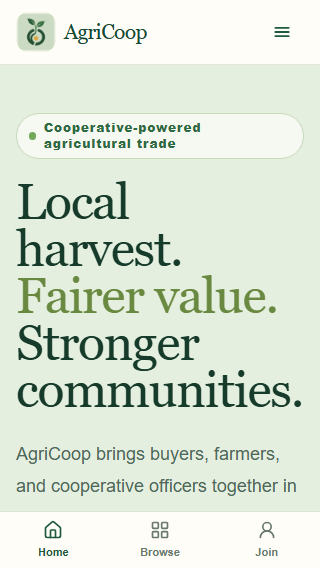 AgriCoop
Cooperative-powered
agricultural trade
Local
harvest.
Fairer value.
Stronger
communities.
AgriCoop brings buyers, farmers,
and cooperative officers together in
Home
Browse
Join